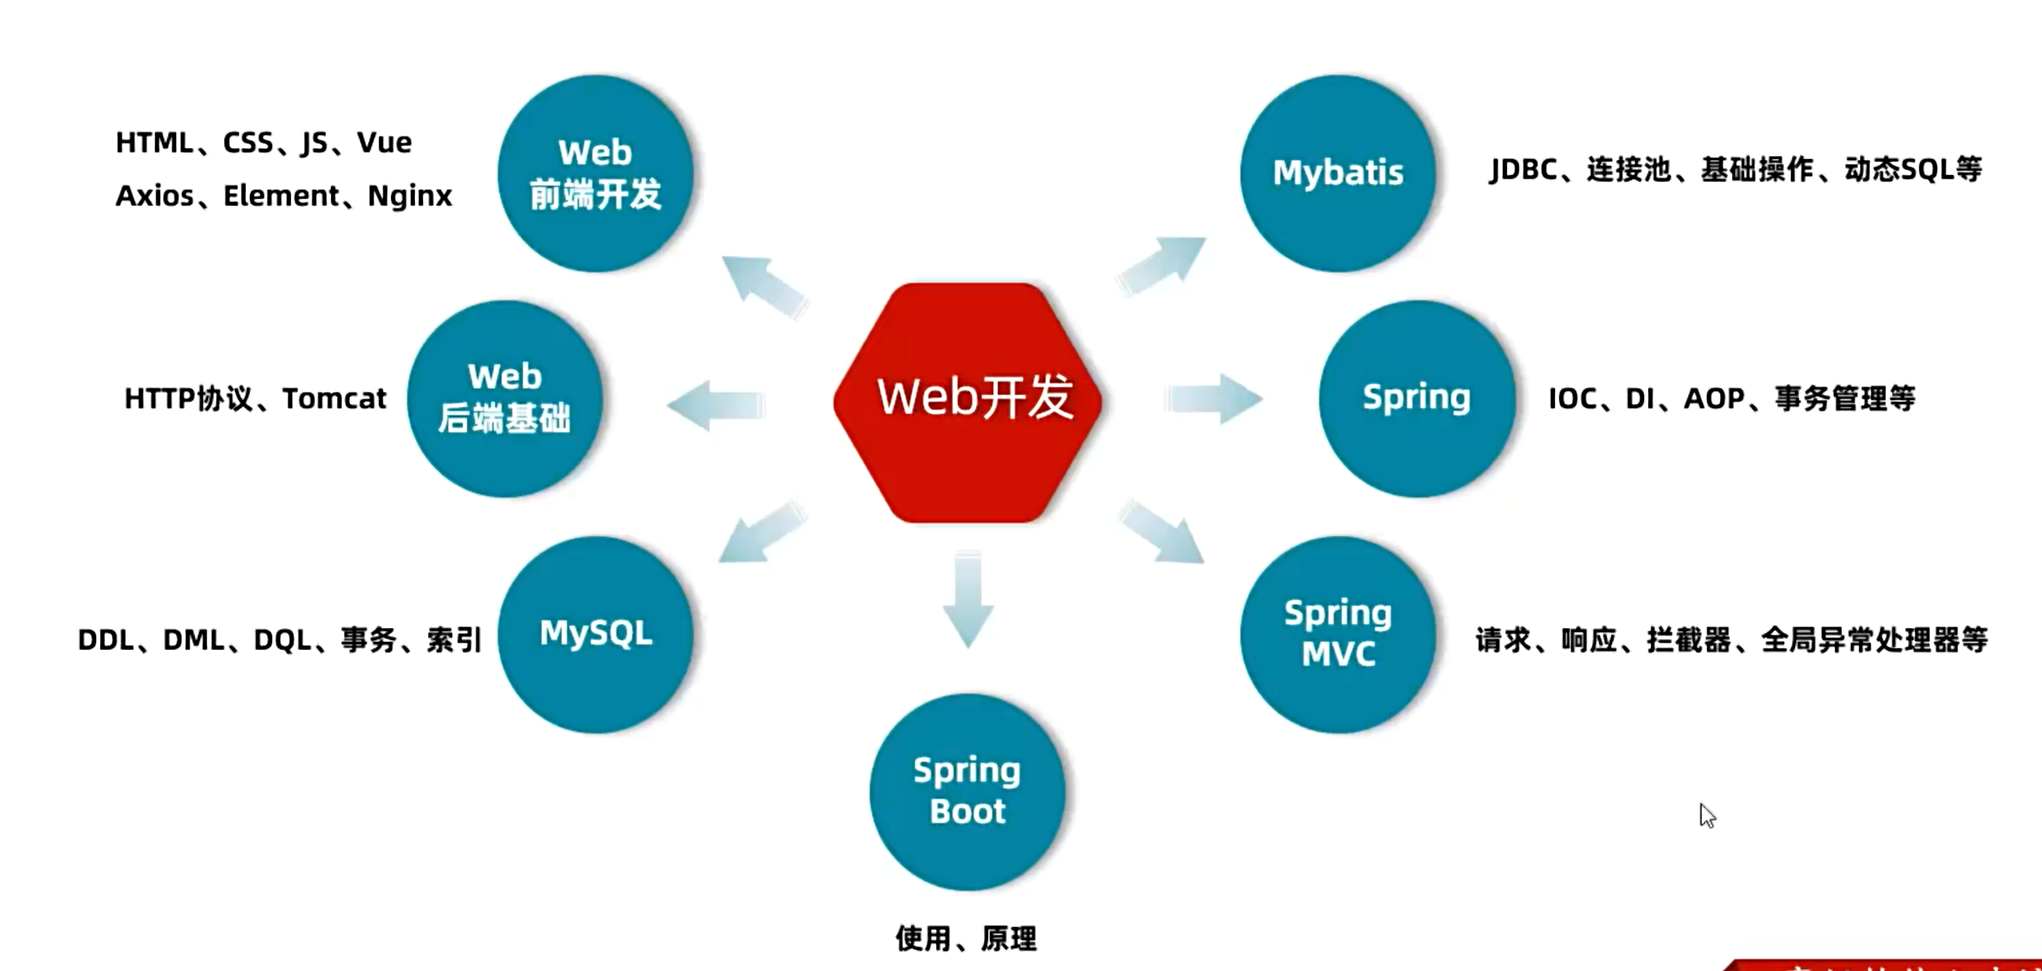 HTML、CSS、JS、Vue
Axios、Element、Nginx
Web
前端开发
Mybatis
JDBC、连接池、基础操作、动态SQL等
HTTP协议、Tomcat
Web
后端基础
Web开发
Spring
IOC、DI、AOP、事务管理等
DDL、DML、DQL、事务、索引
MySQL
Spring
MVC
请求、响应、拦截器、全局异常处理器等
Spring
Boot
使用、原理